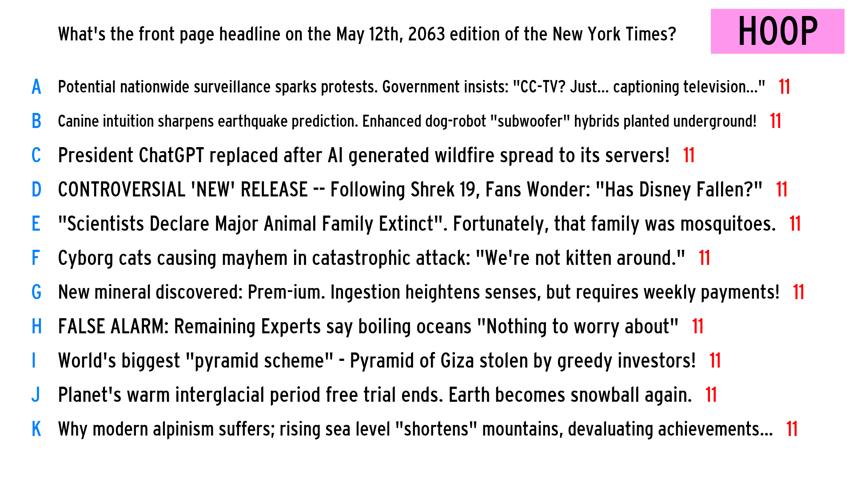 What's the front page headline on the May 12th, 2063 edition of the New York Times?
HOOP
A Potential nationwide surveillance sparks protests. Government insists: "CC-TV? Just... captioning television..." 11
B Canine intuition sharpens earthquake prediction. Enhanced dog-robot "subwoofer" hybrids planted underground! 11
C President ChatGPT replaced after AI generated wildfire spread to its servers! 11
D CONTROVERSIAL 'NEW' RELEASE -- Following Shrek 19, Fans Wonder: "Has Disney Fallen?" 11
E "Scientists Declare Major Animal Family Extinct". Fortunately, that family was mosquitoes. 11
F Cyborg cats causing mayhem in catastrophic attack: "We're not kitten around." 11
G New mineral discovered: Prem-ium. Ingestion heightens senses, but requires weekly payments! 11
H FALSE ALARM: Remaining Experts say boiling oceans "Nothing to worry about" 11
I World's biggest "pyramid scheme" - Pyramid of Giza stolen by greedy investors! 11
J Planet's warm interglacial period free trial ends. Earth becomes snowball again. 11
K Why modern alpinism suffers; rising sea level "shortens" mountains, devaluating achievements... 11